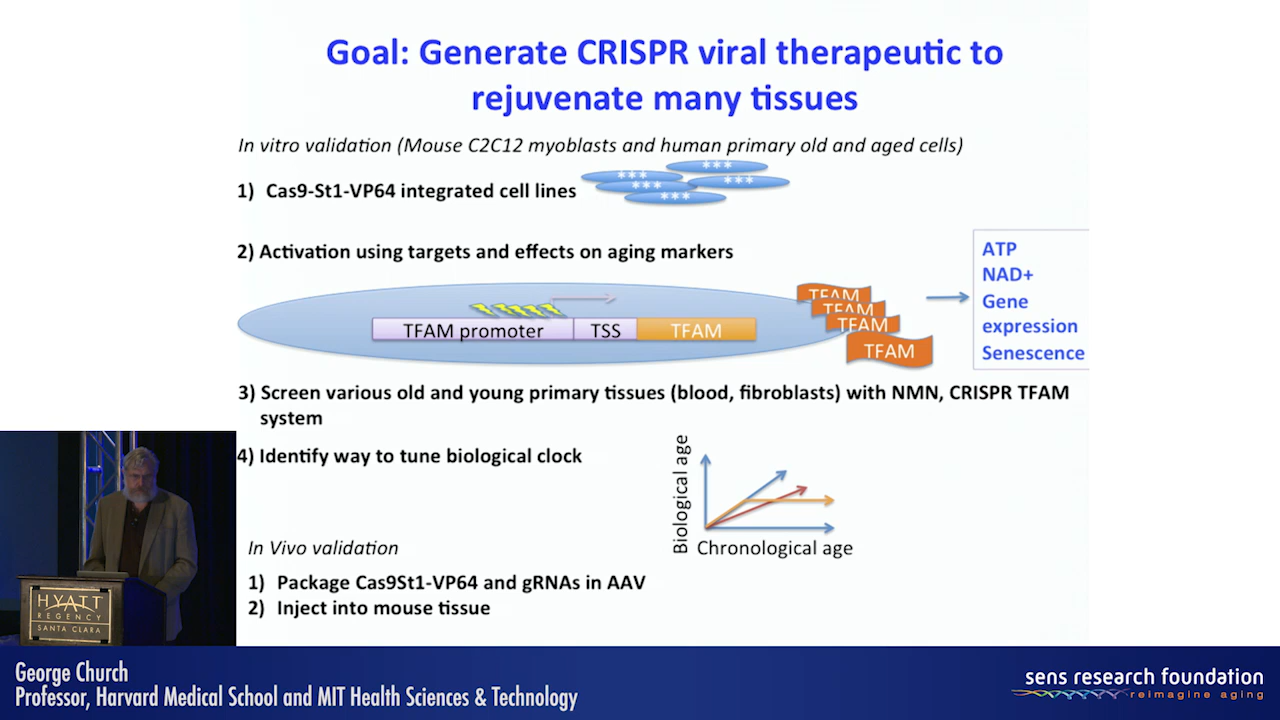 Goal: Generate CRISPR viral therapeutic to
rejuvenate many tissues
In vitro validation (Mouse C2C12 myoblasts and human primary old and aged cells)
1) Cas9-St1-VP64 integrated cell lines
***
***
***
***
***
2) Activation using targets and effects on aging markers
TFAM promoter
TSS
TFAM
TFAM
TFAM
TFAM
TFAM
ATP
NAD+
Gene
expression
Senescence
3) Screen various old and young primary tissues (blood, fibroblasts) with NMN, CRISPR TFAM
system
4) Identify way to tune biological clock
Biological age
Chronological age
In Vivo validation
1) Package Cas9St1-VP64 and gRNAs in AAV
2) Inject into mouse tissue
HYATT
REGENCY
SANTA CLARA
George Church
Professor, Harvard Medical School and MIT Health Sciences & Technology
sens research foundation
reimagine aging